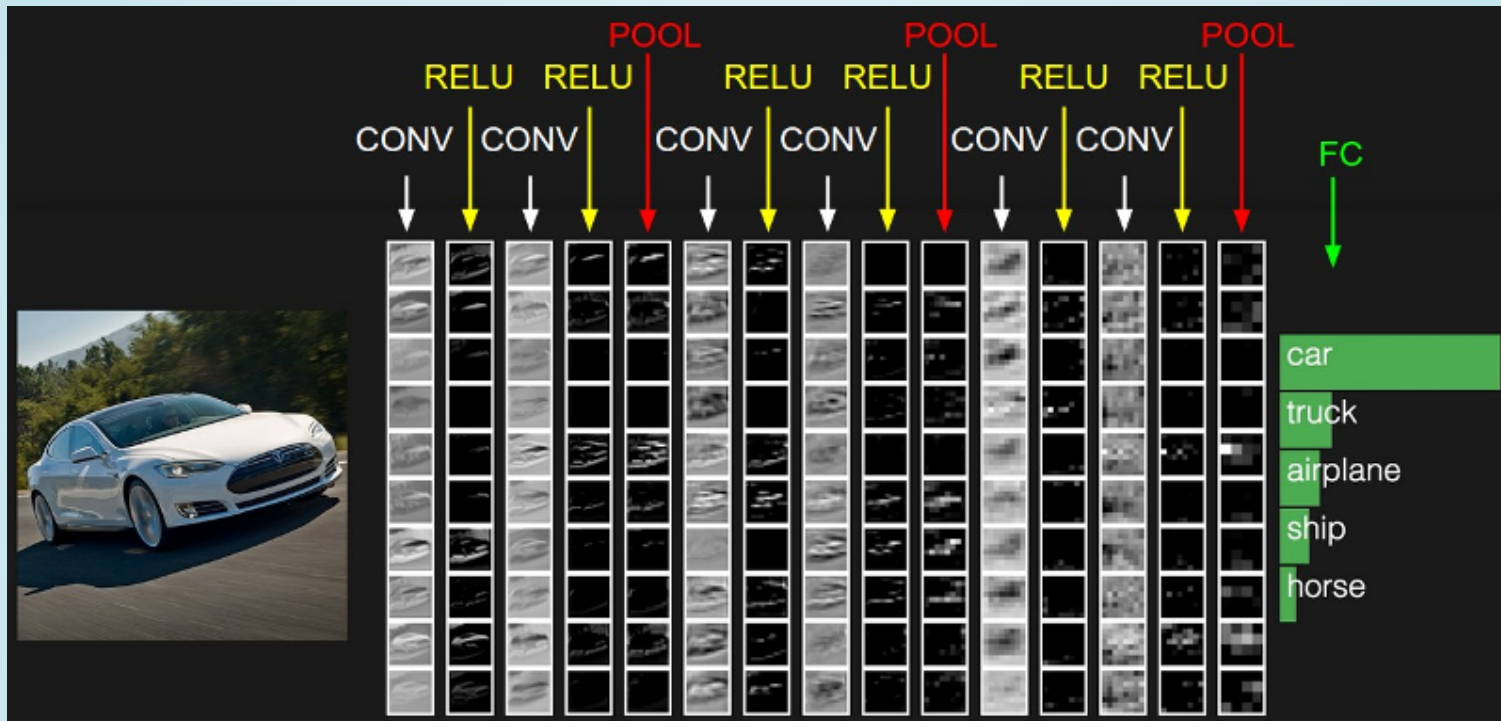 POOL POOL POOL
RELU RELU RELU RELU RELU RELU
CONV CONV CONV CONV CONV CONV
FC
car
truck
airplane
ship
horse